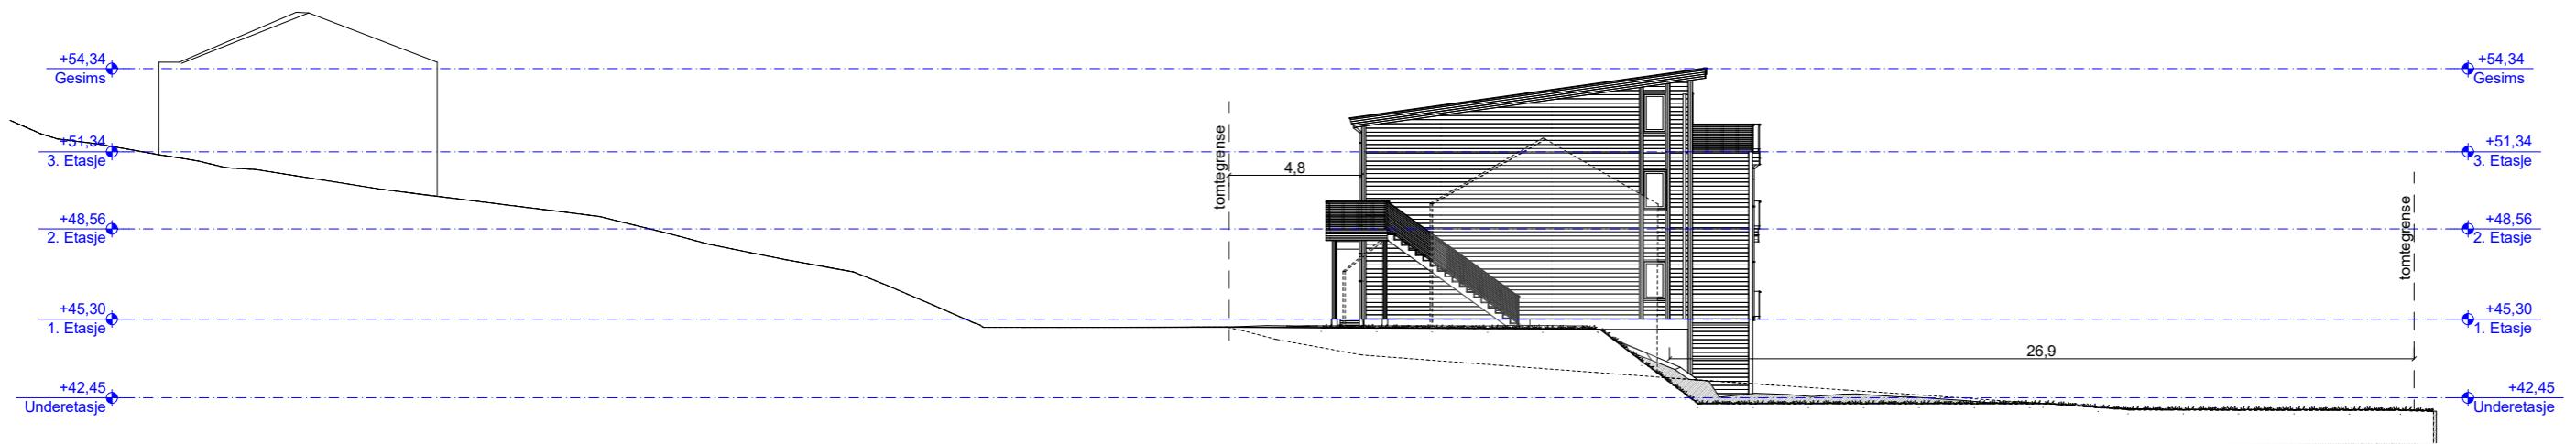 +54,34
Gesims
+54,34
Gesims
+51,34
3. Etasje
+51,34
3. Etasje
tomtegrense
4,8
+48,56
2. Etasje
+48,56
2. Etasje
tomtegrense
+45,30
1. Etasje
+45,30
1. Etasje
26,9
+42,45
Underetasje
+42,45
Underetasje